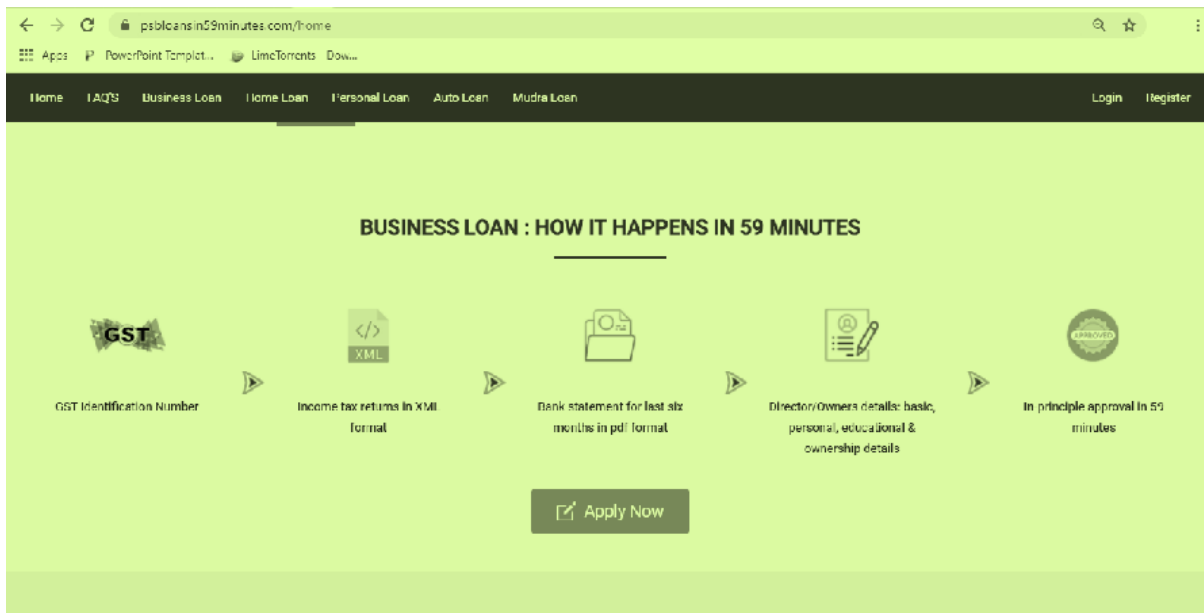 psbloansin59minutes.com/home
Apps PowerPoint Templat... LimeTorrents Dow...
Home FAQ'S Business Loan Home Loan Personal Loan Auto Loan Mudra Loan Login Register
BUSINESS LOAN : HOW IT HAPPENS IN 59 MINUTES
GST
</>
XML
APPROVED
GST Identification Number
Income tax returns in XML
format
Bank statement for last six
months in pdf format
Director/Owners details: basic,
personal, educational &
ownership details
In principle approval in 59
minutes
Apply Now